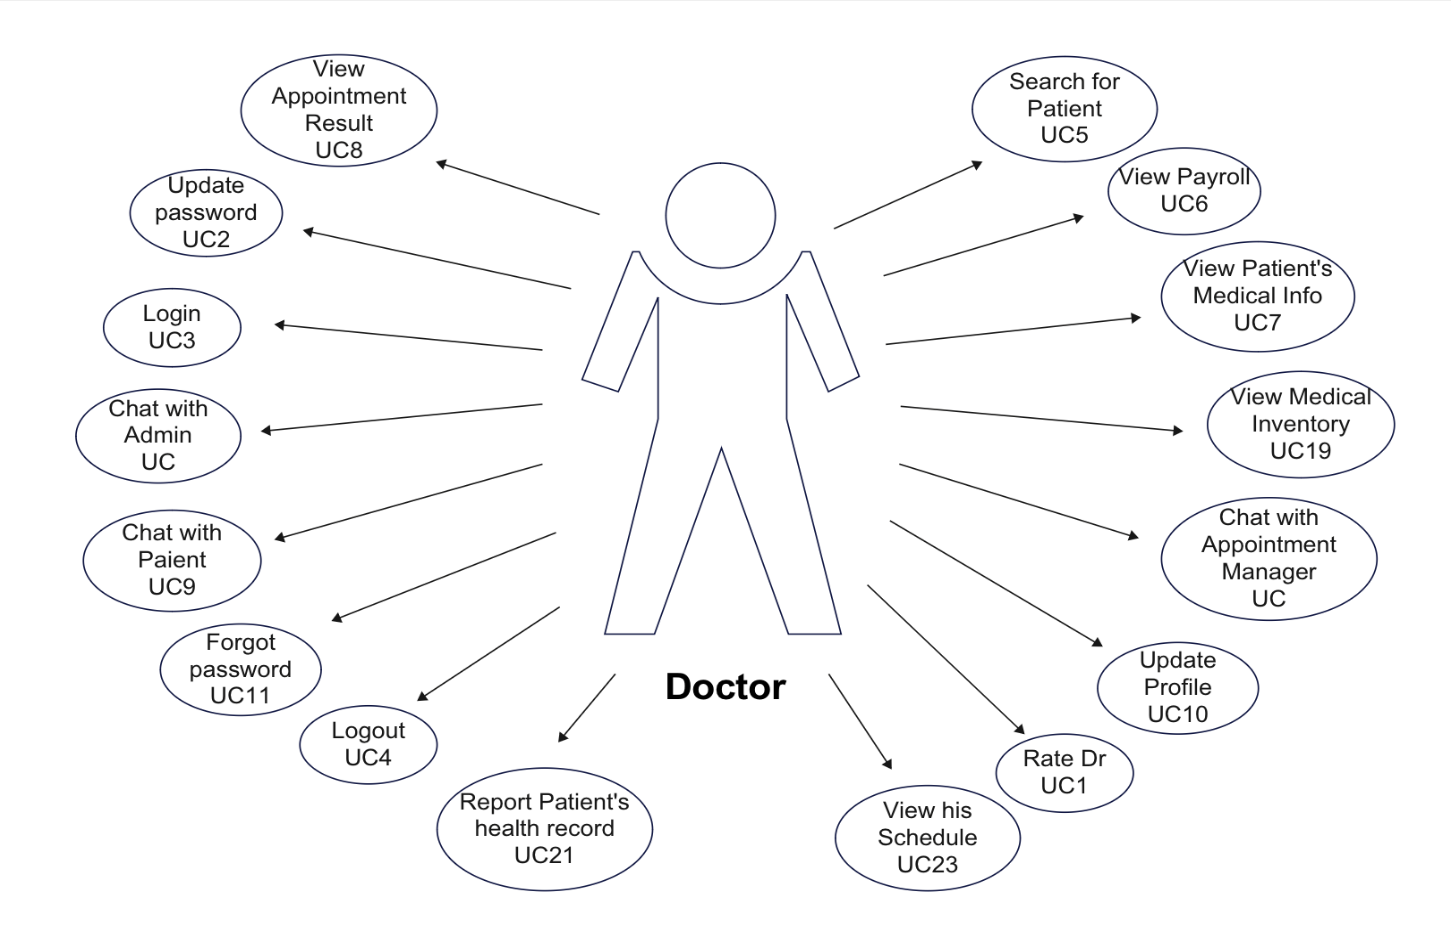 View
Appointment
Result
UC8
Update
password
UC2
Login
UC3
Chat with
Admin
UC
Chat with
Paient
UC9
Forgot
password
UC11
Logout
UC4
Report Patient's
health record
UC21
Doctor
Search for
Patient
UC5
View Payroll
UC6
View Patient's
Medical Info
UC7
View Medical
Inventory
UC19
Chat with
Appointment
Manager
UC
Update
Profile
UC10
Rate Dr
UC1
View his
Schedule
UC23